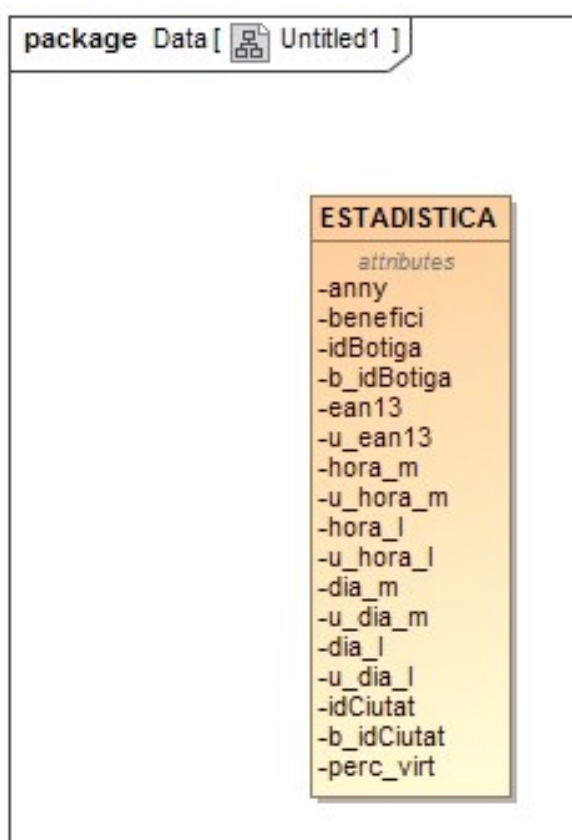 package Data [ Untitled1 ]
ESTADISTICA
attributes
-anny
-benefici
-idBotiga
-b_idBotiga
-ean13
-u_ean13
-hora_m
-u_hora_m
-hora_l
-u_hora_l
-dia_m
-u_dia_m
-dia_l
-u_dia_l
-idCiutat
-b_idCiutat
-perc_virt